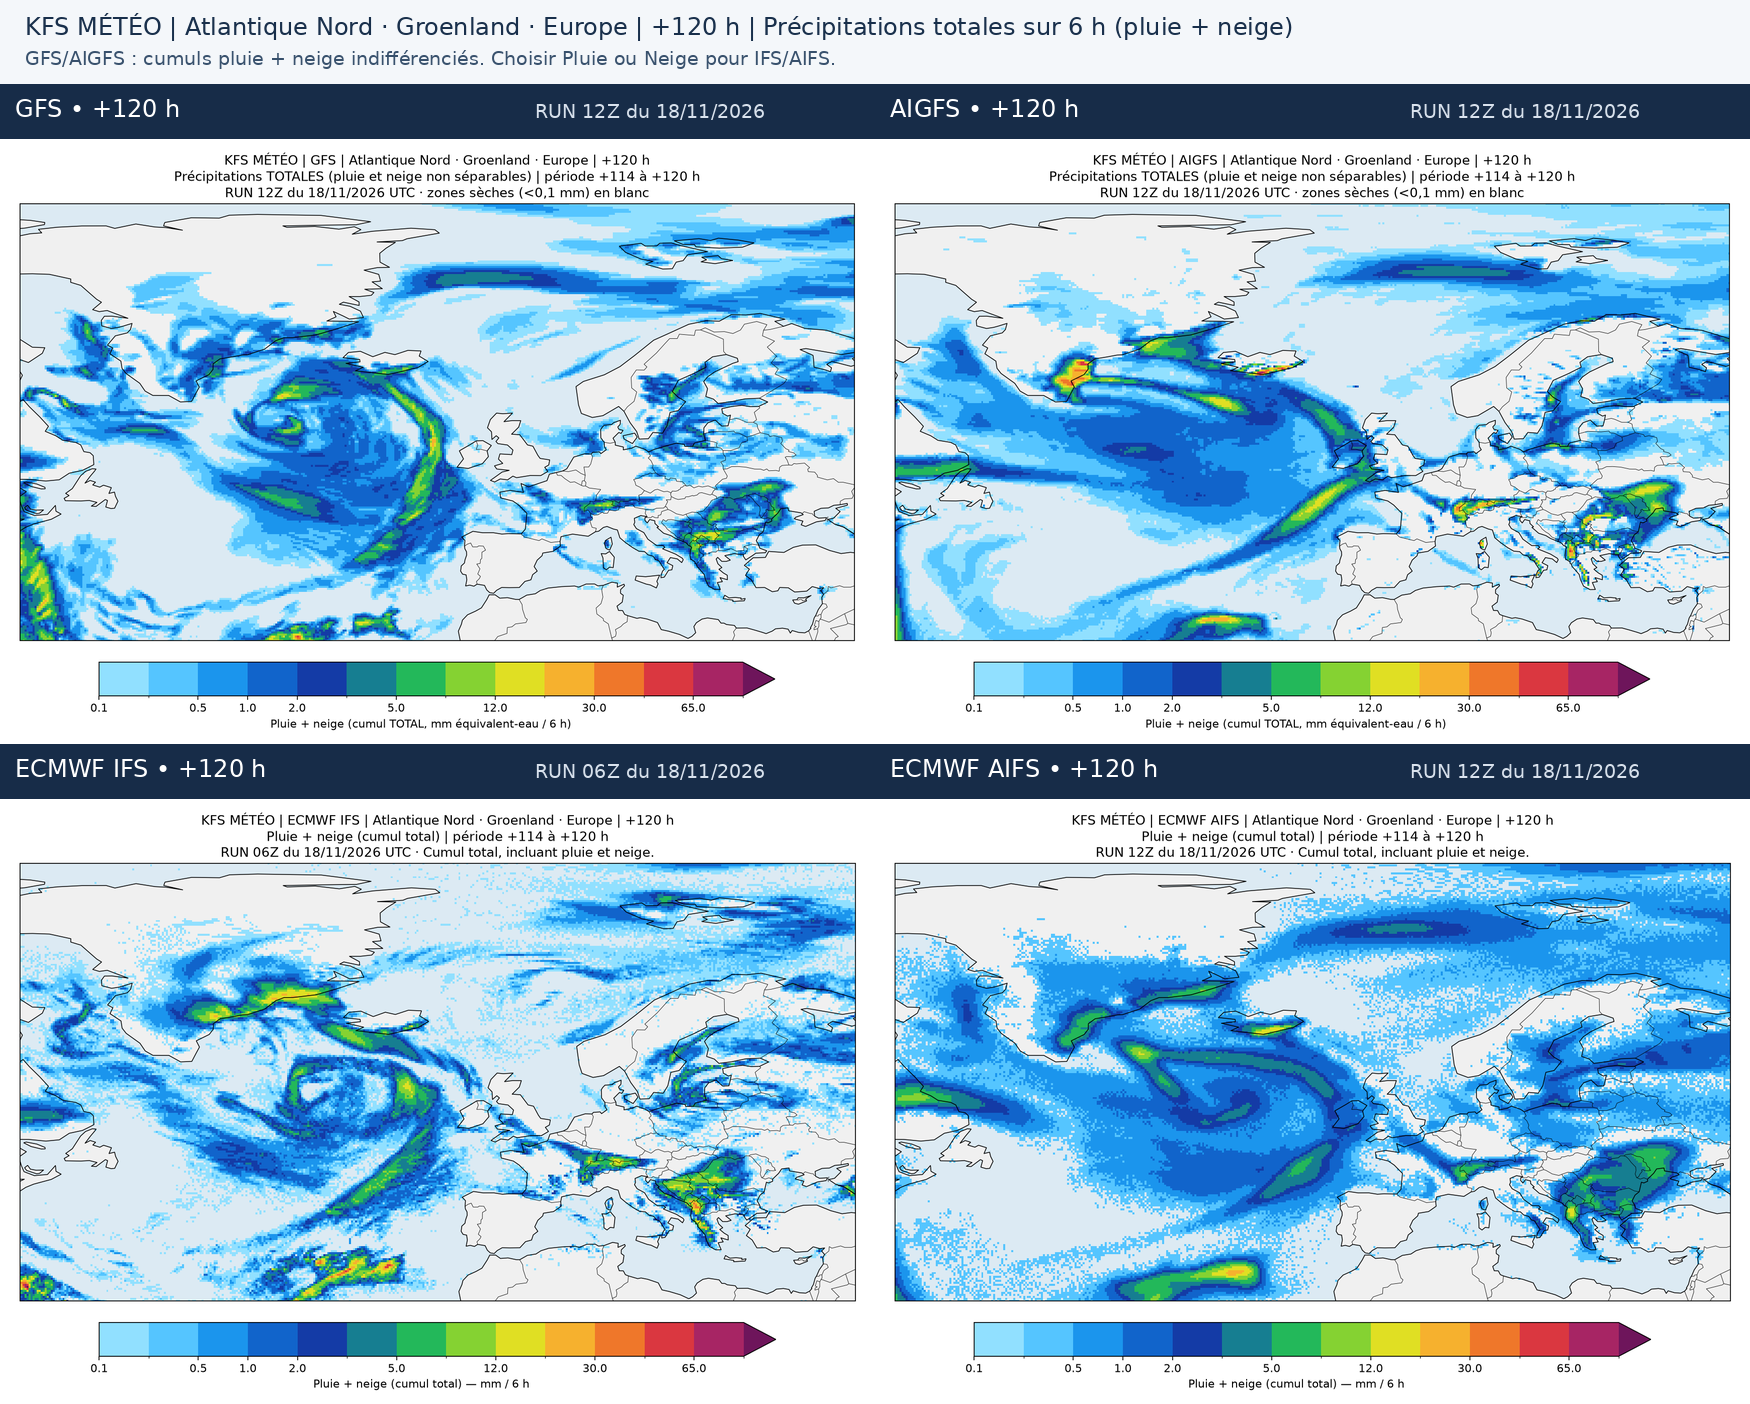 KFS MÉTÉO | Atlantique Nord · Groenland · Europe | +120 h | Précipitations totales sur 6 h (pluie + neige)
GFS/AIGFS : cumuls pluie + neige indifférenciés. Choisir Pluie ou Neige pour IFS/AIFS.
GFS • +120 h
RUN 12Z du 18/11/2026
AIGFS • +120 h
RUN 12Z du 18/11/2026
KFS MÉTÉO | GFS | Atlantique Nord · Groenland · Europe | +120 h
Précipitations TOTALES (pluie et neige non séparables) | période +114 à +120 h
RUN 12Z du 18/11/2026 UTC · zones sèches (<0,1 mm) en blanc
KFS MÉTÉO | AIGFS | Atlantique Nord · Groenland · Europe | +120 h
Précipitations TOTALES (pluie et neige non séparables) | période +114 à +120 h
RUN 12Z du 18/11/2026 UTC · zones sèches (<0,1 mm) en blanc
0.1 0.5 1.0 2.0 5.0 12.0 30.0 65.0
Pluie + neige (cumul TOTAL, mm équivalent-eau / 6 h)
0.1 0.5 1.0 2.0 5.0 12.0 30.0 65.0
Pluie + neige (cumul TOTAL, mm équivalent-eau / 6 h)
ECMWF IFS • +120 h
RUN 06Z du 18/11/2026
ECMWF AIFS • +120 h
RUN 12Z du 18/11/2026
KFS MÉTÉO | ECMWF IFS | Atlantique Nord · Groenland · Europe | +120 h
Pluie + neige (cumul total) | période +114 à +120 h
RUN 06Z du 18/11/2026 UTC · Cumul total, incluant pluie et neige.
KFS MÉTÉO | ECMWF AIFS | Atlantique Nord · Groenland · Europe | +120 h
Pluie + neige (cumul total) | période +114 à +120 h
RUN 12Z du 18/11/2026 UTC · Cumul total, incluant pluie et neige.
0.1 0.5 1.0 2.0 5.0 12.0 30.0 65.0
Pluie + neige (cumul total) — mm / 6 h
0.1 0.5 1.0 2.0 5.0 12.0 30.0 65.0
Pluie + neige (cumul total) — mm / 6 h